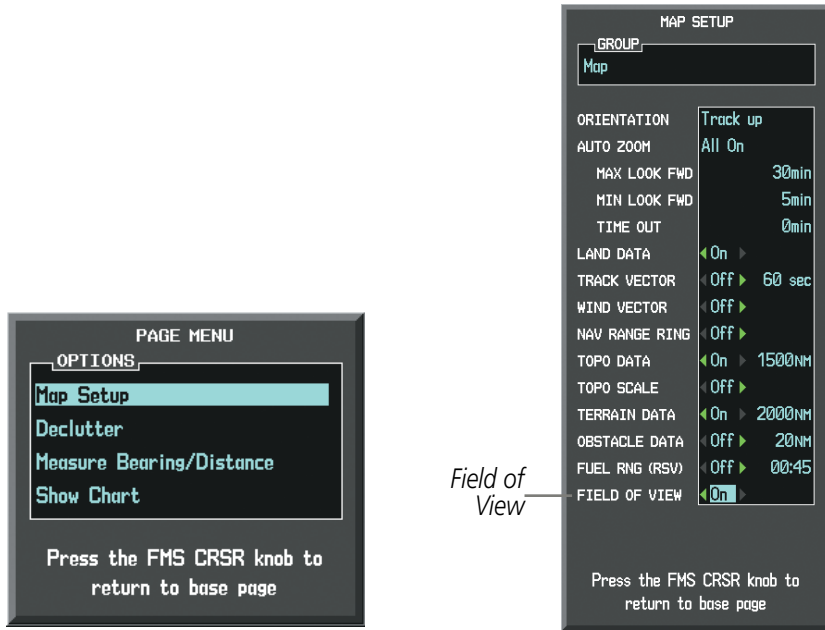 PAGE MENU
OPTIONS
Map Setup
Declutter
Measure Bearing/Distance
Show Chart
Press the FMS CRSR knob to
return to base page
MAP SETUP
GROUP
Map
ORIENTATION Track up
AUTO ZOOM All On
MAX LOOK FWD 30min
MIN LOOK FWD 5min
TIME OUT 0min
LAND DATA On
TRACK VECTOR Off 60 sec
WIND VECTOR Off
NAV RANGE RING Off
TOPO DATA On 1500NM
TOPO SCALE Off
TERRAIN DATA On 2000NM
OBSTACLE DATA Off 20NM
FUEL RNG (RSV) Off 00:45
Field of
View
FIELD OF VIEW On
Press the FMS CRSR knob to
return to base page